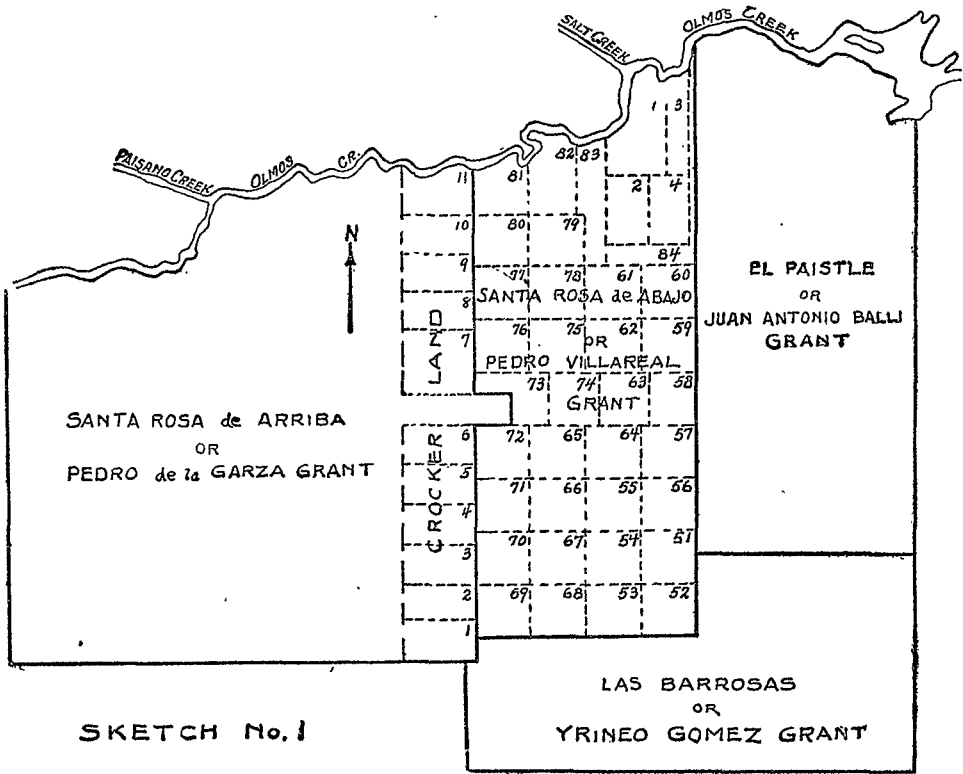 SALT CREEK
OLMOS CREEK
PAISANO CREEK
OLMOS CR.
N
1 3
2 4
82 83
11 81
10 80 79
9 84
77 78 61 60
8 SANTA ROSA de ABAJO
7 76 75 62 59
OR
PEDRO VILLAREAL
73 74 63 58
GRANT
6 72 65 64 57
5 71 66 55 56
4
70 67 54 51
3
2 69 68 53 52
1
CROCKER LAND
EL PAISTLE
OR
JUAN ANTONIO BALLI
GRANT
SANTA ROSA de ARRIBA
OR
PEDRO de la GARZA GRANT
LAS BARROSAS
OR
YRINEO GOMEZ GRANT
SKETCH No. 1